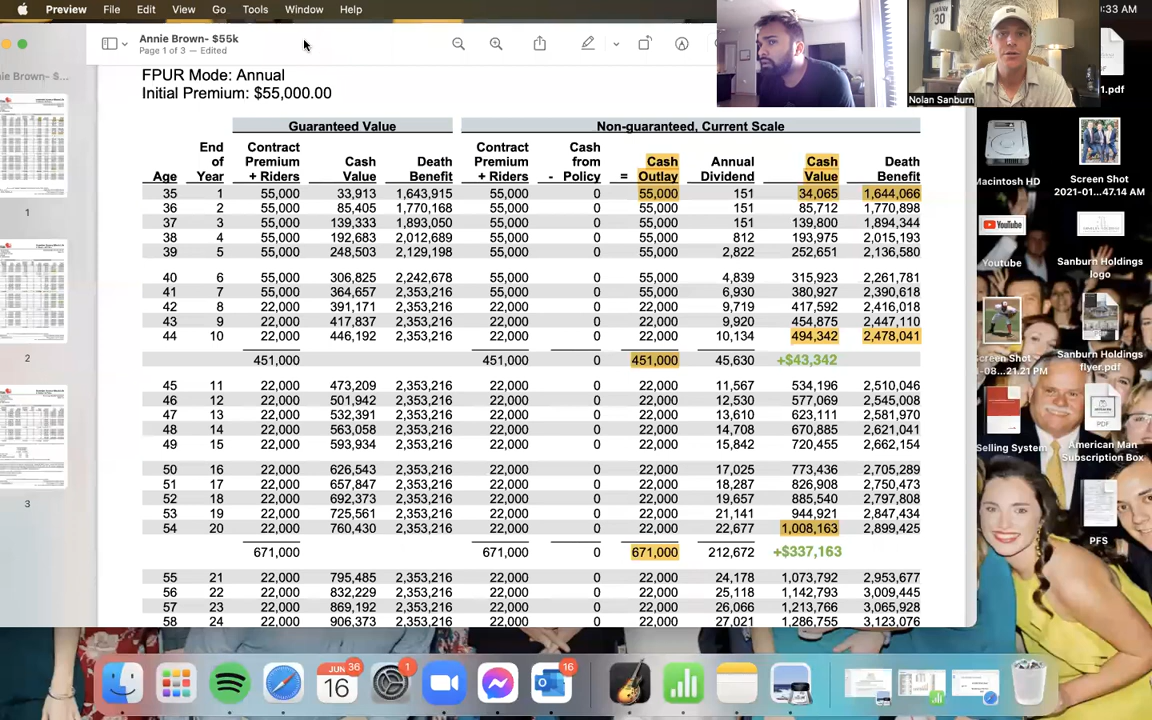 Preview File Edit View Go Tools Window Help :33 AM
Annie Brown- $55k
Page 1 of 3 – Edited
nie Brown- $...
1
2
3
FPUR Mode: Annual
Initial Premium: $55,000.00
Guaranteed Value Non-guaranteed, Current Scale
End Contract Contract Cash
of Premium Cash Death Premium from Cash Annual Cash Death
Age Year + Riders Value Benefit + Riders - Policy = Outlay Dividend Value Benefit
35 1 55,000 33,913 1,643,915 55,000 0 55,000 151 34,065 1,644,066
36 2 55,000 85,405 1,770,168 55,000 0 55,000 151 85,712 1,770,898
37 3 55,000 139,333 1,893,050 55,000 0 55,000 151 139,800 1,894,344
38 4 55,000 192,683 2,012,689 55,000 0 55,000 812 193,975 2,015,193
39 5 55,000 248,503 2,129,198 55,000 0 55,000 2,822 252,651 2,136,580
40 6 55,000 306,825 2,242,678 55,000 0 55,000 4,839 315,923 2,261,781
41 7 55,000 364,657 2,353,216 55,000 0 55,000 6,930 380,927 2,390,618
42 8 22,000 391,171 2,353,216 22,000 0 22,000 9,719 417,592 2,416,018
43 9 22,000 417,837 2,353,216 22,000 0 22,000 9,920 454,875 2,447,110
44 10 22,000 446,192 2,353,216 22,000 0 22,000 10,134 494,342 2,478,041
451,000 451,000 0 451,000 45,630 +$43,342
45 11 22,000 473,209 2,353,216 22,000 0 22,000 11,567 534,196 2,510,046
46 12 22,000 501,942 2,353,216 22,000 0 22,000 12,530 577,069 2,545,008
47 13 22,000 532,391 2,353,216 22,000 0 22,000 13,610 623,111 2,581,970
48 14 22,000 563,058 2,353,216 22,000 0 22,000 14,708 670,885 2,621,041
49 15 22,000 593,934 2,353,216 22,000 0 22,000 15,842 720,455 2,662,154
50 16 22,000 626,543 2,353,216 22,000 0 22,000 17,025 773,436 2,705,289
51 17 22,000 657,847 2,353,216 22,000 0 22,000 18,287 826,908 2,750,473
52 18 22,000 692,373 2,353,216 22,000 0 22,000 19,657 885,540 2,797,808
53 19 22,000 725,561 2,353,216 22,000 0 22,000 21,141 944,921 2,847,434
54 20 22,000 760,430 2,353,216 22,000 0 22,000 22,677 1,008,163 2,899,425
671,000 671,000 0 671,000 212,672 +$337,163
55 21 22,000 795,485 2,353,216 22,000 0 22,000 24,178 1,073,792 2,953,677
56 22 22,000 832,229 2,353,216 22,000 0 22,000 25,118 1,142,793 3,009,445
57 23 22,000 869,192 2,353,216 22,000 0 22,000 26,066 1,213,766 3,065,928
58 24 22,000 906,373 2,353,216 22,000 0 22,000 27,021 1,286,755 3,123,076
30
Nolan Sanburn
1.pdf
Macintosh HD
Screen Shot
2021-01...47.14 AM
YouTube
Youtube
Sanburn Holdings
logo
Screen Shot
-08...21.21 PM
Sanburn Holdings
flyer.pdf
Selling System
PDF
American Man
Subscription Box
PFS
JUN
16
36
1
16